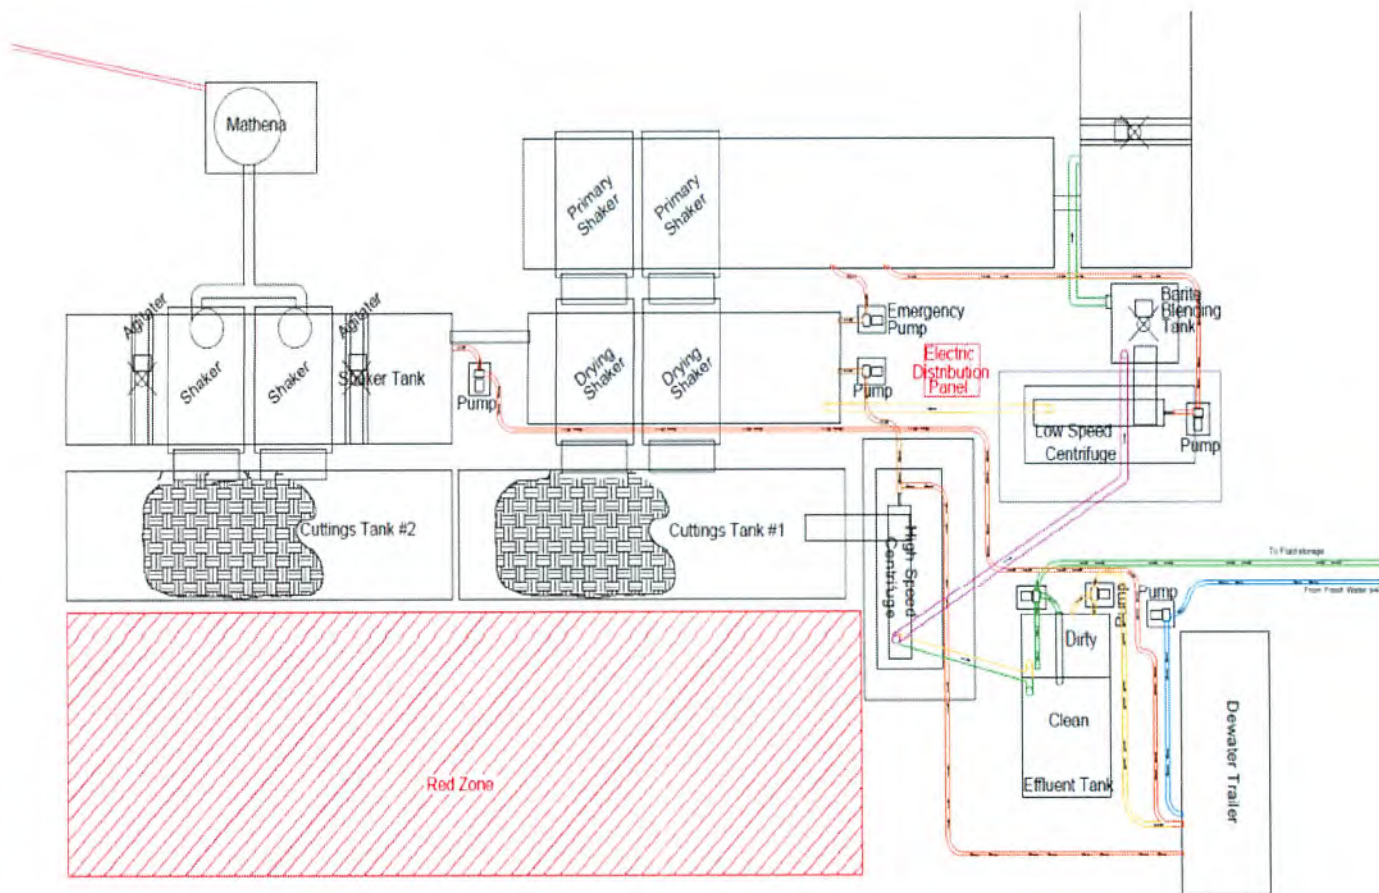 Mathena
Primary
Shaker
Primary
Shaker
Agitater
Agitater
Shaker
Shaker
Shaker Tank
Pump
Drying
Shaker
Drying
Shaker
Emergency
Pump
Pump
Electric
Distribution
Panel
Barite
Blending
Tank
Low Speed
Centrifuge
Pump
Cuttings Tank #2
Cuttings Tank #1
High Speed
Centrifuge
To Fluid storage
From Fresh Water
Pump
Pump
Dirty
Clean
Effluent Tank
Dewater Trailer
Red Zone